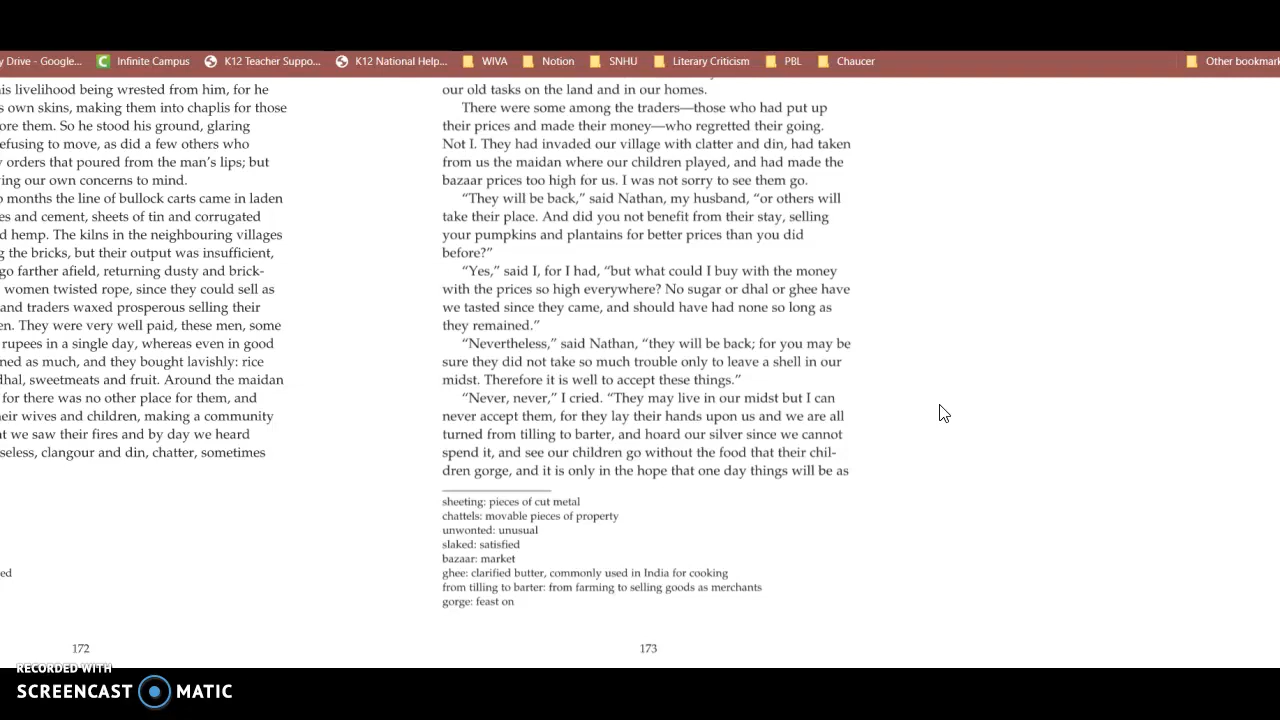 y Drive - Google...
Infinite Campus
K12 Teacher Suppo...
K12 National Help...
WIVA
Notion
SNHU
Literary Criticism
PBL
Chaucer
Other bookmark
is livelihood being wrested from him, for he
s own skins, making them into chaplis for those
ore them. So he stood his ground, glaring
efusing to move, as did a few others who
y orders that poured from the man's lips; but
ing our own concerns to mind.
o months the line of bullock carts came in laden
es and cement, sheets of tin and corrugated
d hemp. The kilns in the neighbouring villages
g the bricks, but their output was insufficient,
go farther afield, returning dusty and brick-
women twisted rope, since they could sell as
and traders waxed prosperous selling their
en. They were very well paid, these men, some
rupees in a single day, whereas even in good
ned as much, and they bought lavishly: rice
dhal, sweetmeats and fruit. Around the maidan
for there was no other place for them, and
eir wives and children, making a community
t we saw their fires and by day we heard
seless, clangour and din, chatter, sometimes
ed
172
our old tasks on the land and in our homes.
There were some among the traders—those who had put up
their prices and made their money—who regretted their going.
Not I. They had invaded our village with clatter and din, had taken
from us the maidan where our children played, and had made the
bazaar prices too high for us. I was not sorry to see them go.
“They will be back,” said Nathan, my husband, “or others will
take their place. And did you not benefit from their stay, selling
your pumpkins and plantains for better prices than you did
before?”
“Yes,” said I, for I had, “but what could I buy with the money
with the prices so high everywhere? No sugar or dhal or ghee have
we tasted since they came, and should have had none so long as
they remained.”
“Nevertheless,” said Nathan, “they will be back; for you may be
sure they did not take so much trouble only to leave a shell in our
midst. Therefore it is well to accept these things.”
“Never, never,” I cried. “They may live in our midst but I can
never accept them, for they lay their hands upon us and we are all
turned from tilling to barter, and hoard our silver since we cannot
spend it, and see our children go without the food that their chil-
dren gorge, and it is only in the hope that one day things will be as
sheeting: pieces of cut metal
chattels: movable pieces of property
unwonted: unusual
slaked: satisfied
bazaar: market
ghee: clarified butter, commonly used in India for cooking
from tilling to barter: from farming to selling goods as merchants
gorge: feast on
173
RECORDED WITH
SCREENCAST MATIC